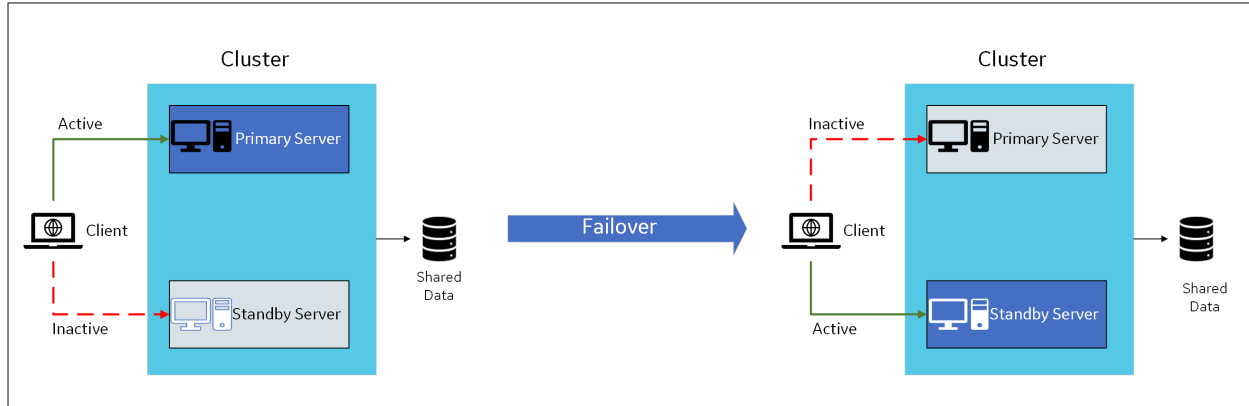 Cluster
Active
Primary Server
Client
Inactive
Standby Server
Shared
Data
Failover
Cluster
Inactive
Primary Server
Client
Active
Standby Server
Shared
Data